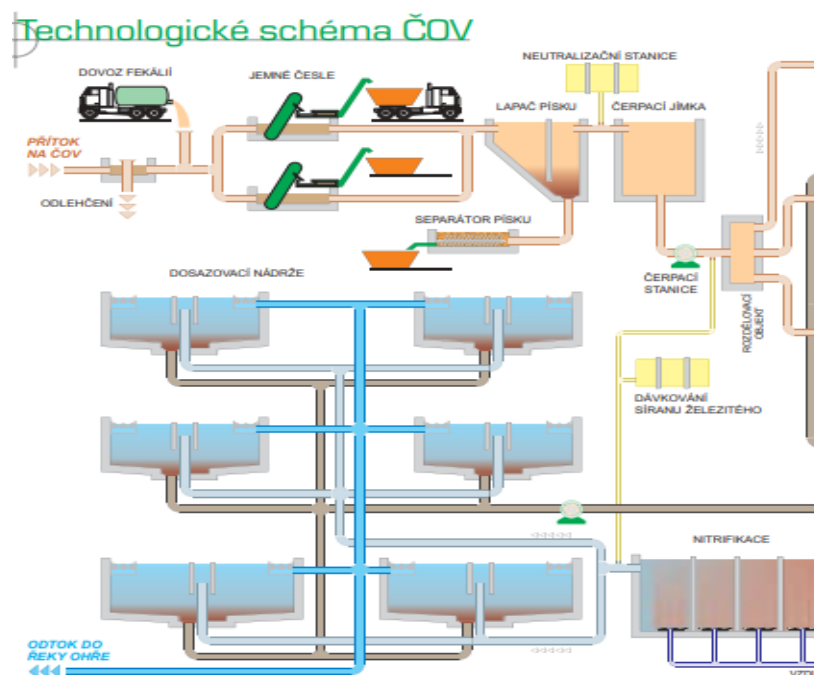 Technologické schéma ČOV
DOVOZ FEKÁLIÍ
JEMNÉ ČESLE
NEUTRALIZAČNÍ STANICE
LAPAČ PÍSKU
ČERPACÍ JÍMKA
PŘÍTOK
NA ČOV
ODLEHČENÍ
SEPARÁTOR PÍSKU
DOSAZOVACÍ NÁDRŽE
ČERPACÍ
STANICE
ROZDĚLOVACÍ
OBJEKT
DÁVKOVÁNÍ
SÍRANU ŽELEZITÉHO
NITRIFIKACE
ODTOK DO
ŘEKY OHŘE